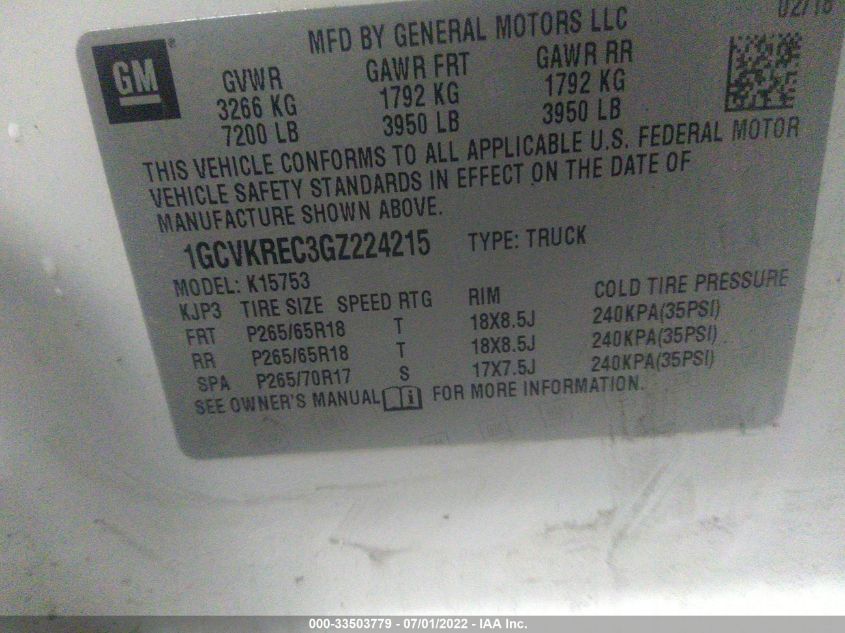 02/16
MFD BY GENERAL MOTORS LLC
GM
GVWR GAWR FRT GAWR RR
3266 KG 1792 KG 1792 KG
7200 LB 3950 LB 3950 LB
THIS VEHICLE CONFORMS TO ALL APPLICABLE U.S. FEDERAL MOTOR
VEHICLE SAFETY STANDARDS IN EFFECT ON THE DATE OF
MANUFACTURE SHOWN ABOVE.
1GCVKREC3GZ224215 TYPE: TRUCK
MODEL: K15753
KJP3 TIRE SIZE SPEED RTG RIM COLD TIRE PRESSURE
FRT P265/65R18 T 18X8.5J 240KPA(35PSI)
RR P265/65R18 T 18X8.5J 240KPA(35PSI)
SPA P265/70R17 S 17X7.5J 240KPA(35PSI)
SEE OWNER'S MANUAL FOR MORE INFORMATION.
000-33503779 - 07/01/2022 - IAA Inc.